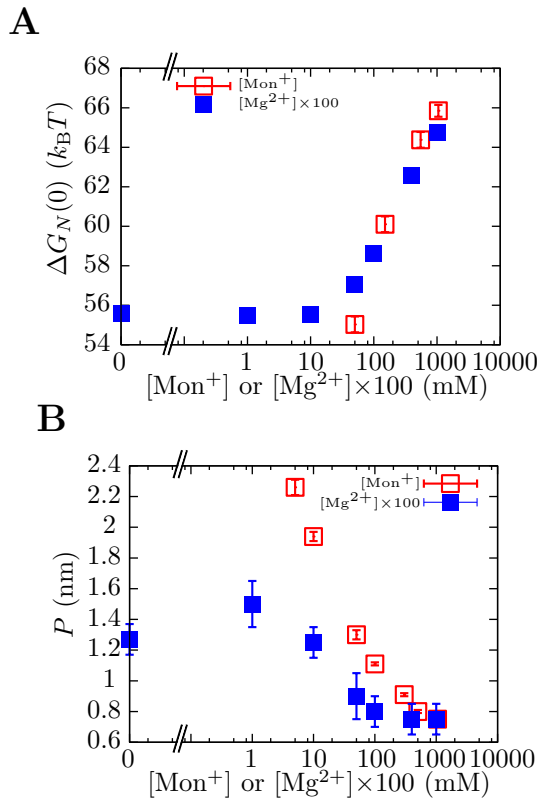 A
68
66
64
62
60
58
56
54
ΔG_N(0) (k_BT)
[Mon⁺]
[Mg²⁺]×100
0 1 10 100 1000 10000
[Mon⁺] or [Mg²⁺]×100 (mM)
B
2.4
2.2
2
1.8
1.6
1.4
1.2
1
0.8
0.6
P (nm)
[Mon⁺]
[Mg²⁺]×100
0 1 10 100 1000 10000
[Mon⁺] or [Mg²⁺]×100 (mM)